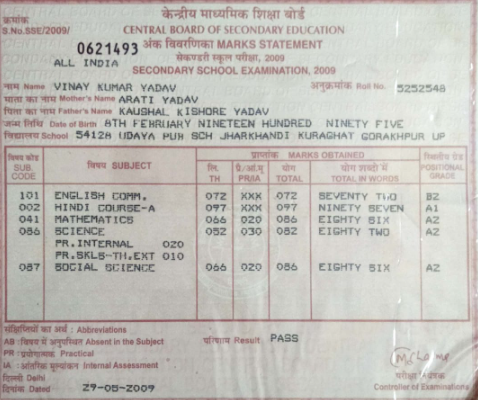 क्रमांक
S.No.SSE/2009/
केन्द्रीय माध्यमिक शिक्षा बोर्ड
CENTRAL BOARD OF SECONDARY EDUCATION
0621493 अंक विवरणिका MARKS STATEMENT
ALL INDIA सेकण्डरी स्कूल परीक्षा, 2009
SECONDARY SCHOOL EXAMINATION, 2009
नाम Name VINAY KUMAR YADAV अनुक्रमांक Roll No. 5252548
माता का नाम Mother's Name ARATI YADAV
पिता का नाम Father's Name KAUSHAL KISHORE YADAV
जन्म तिथि Date of Birth 8TH FEBRUARY NINETEEN HUNDRED NINETY FIVE
विद्यालय School 54128 UDAYA PUB SCH JHARKHANDI KURAGHAT GORAKHPUR UP
विषय कोड SUB. CODE विषय SUBJECT प्राप्तांक MARKS OBTAINED स्थानीय ग्रेड POSITIONAL GRADE
लि. TH प्रै/आं.मू PR/IA योग TOTAL योग शब्दों में TOTAL IN WORDS
101 ENGLISH COMM. 072 XXX 072 SEVENTY TWO B2
002 HINDI COURSE-A 097 XXX 097 NINETY SEVEN A1
041 MATHEMATICS 066 020 086 EIGHTY SIX A2
086 SCIENCE 052 030 082 EIGHTY TWO A2
PR.INTERNAL 020
PR.SKLS-TH.EXT 010
087 SOCIAL SCIENCE 066 020 086 EIGHTY SIX A2
संक्षिप्तियों का अर्थ : Abbreviations
AB : विषय में अनुपस्थित Absent in the Subject परिणाम Result PASS
PR : प्रयोगात्मक Practical
IA : आंतरिक मूल्यांकन Internal Assessment
दिल्ली Delhi परीक्षा नियंत्रक
दिनांक Dated 29-05-2009 Controller of Examinations